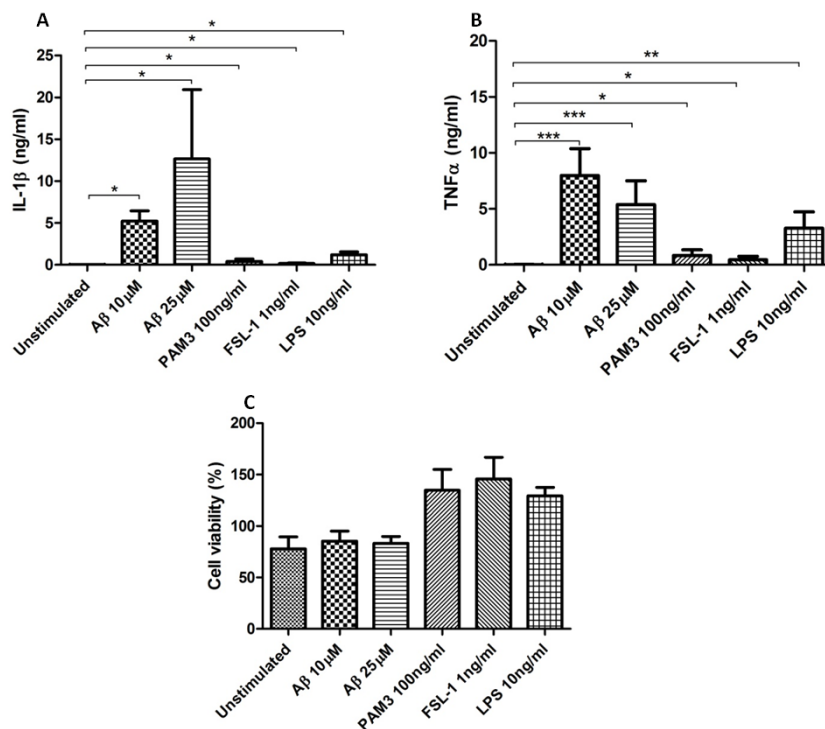 A
*
*
*
*
*
IL-1β (ng/ml)
25
20
15
10
5
0
Unstimulated
Aβ 10μM
Aβ 25μM
PAM3 100ng/ml
FSL-1 1ng/ml
LPS 10ng/ml
B
**
*
*
***
***
TNFα (ng/ml)
20
15
10
5
0
Unstimulated
Aβ 10μM
Aβ 25μM
PAM3 100ng/ml
FSL-1 1ng/ml
LPS 10ng/ml
C
Cell viability (%)
200
150
100
50
0
Unstimulated
Aβ 10μM
Aβ 25μM
PAM3 100ng/ml
FSL-1 1ng/ml
LPS 10ng/ml